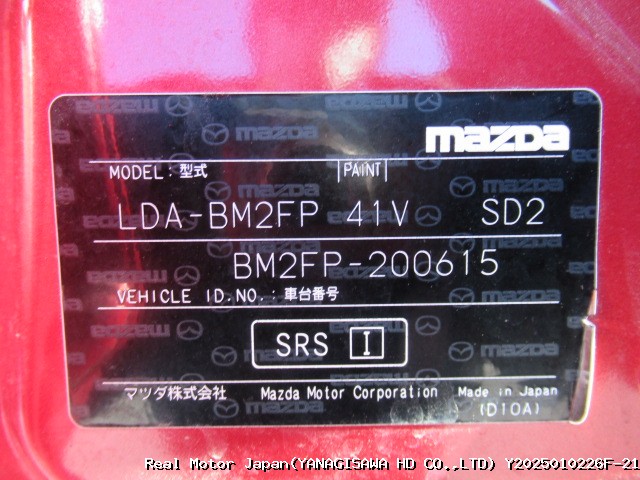 mazda
MODEL: 型式 PAINT
LDA-BM2FP 41V SD2
BM2FP-200615
VEHICLE ID.NO.: 車台番号
SRS I
マツダ株式会社 Mazda Motor Corporation Made in Japan
(D10A)
Real Motor Japan(YANAGISAWA HD CO.,LTD) Y2025010226F-21